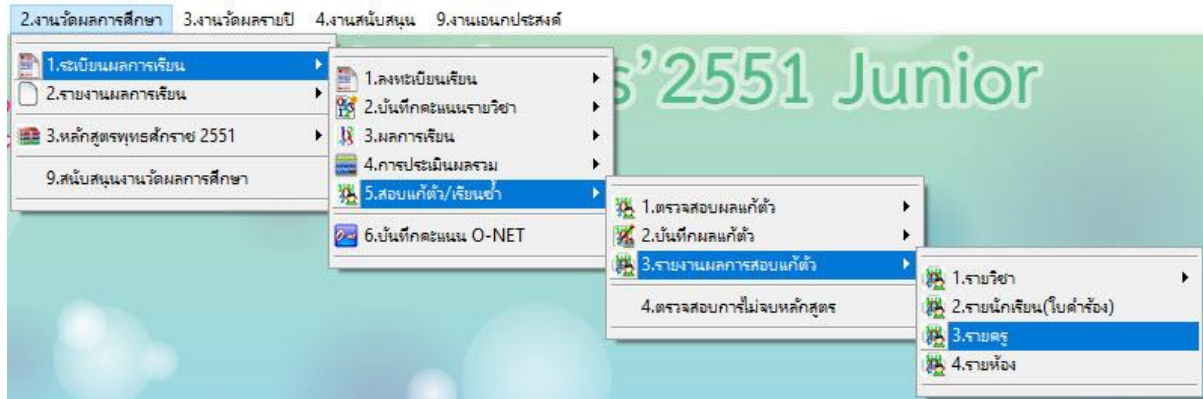 2.งานวัดผลการศึกษา 3.งานวัดผลรายปี 4.งานสนับสนุน 9.งานเอนกประสงค์
s'2551 Junior
1.ระเบียนผลการเรียน
2.รายงานผลการเรียน
3.หลักสูตรพุทธศักราช 2551
9.สนับสนุนงานวัดผลการศึกษา
1.ลงทะเบียนเรียน
2.บันทึกคะแนนรายวิชา
3.ผลการเรียน
4.การประเมินผลรวม
5.สอบแก้ตัว/เรียนซ้ำ
6.บันทึกคะแนน O-NET
1.ตรวจสอบผลแก้ตัว
2.บันทึกผลแก้ตัว
3.รายงานผลการสอบแก้ตัว
4.ตรวจสอบการไม่จบหลักสูตร
1.รายวิชา
2.รายนักเรียน(ใบคำร้อง)
3.รายครู
4.รายห้อง